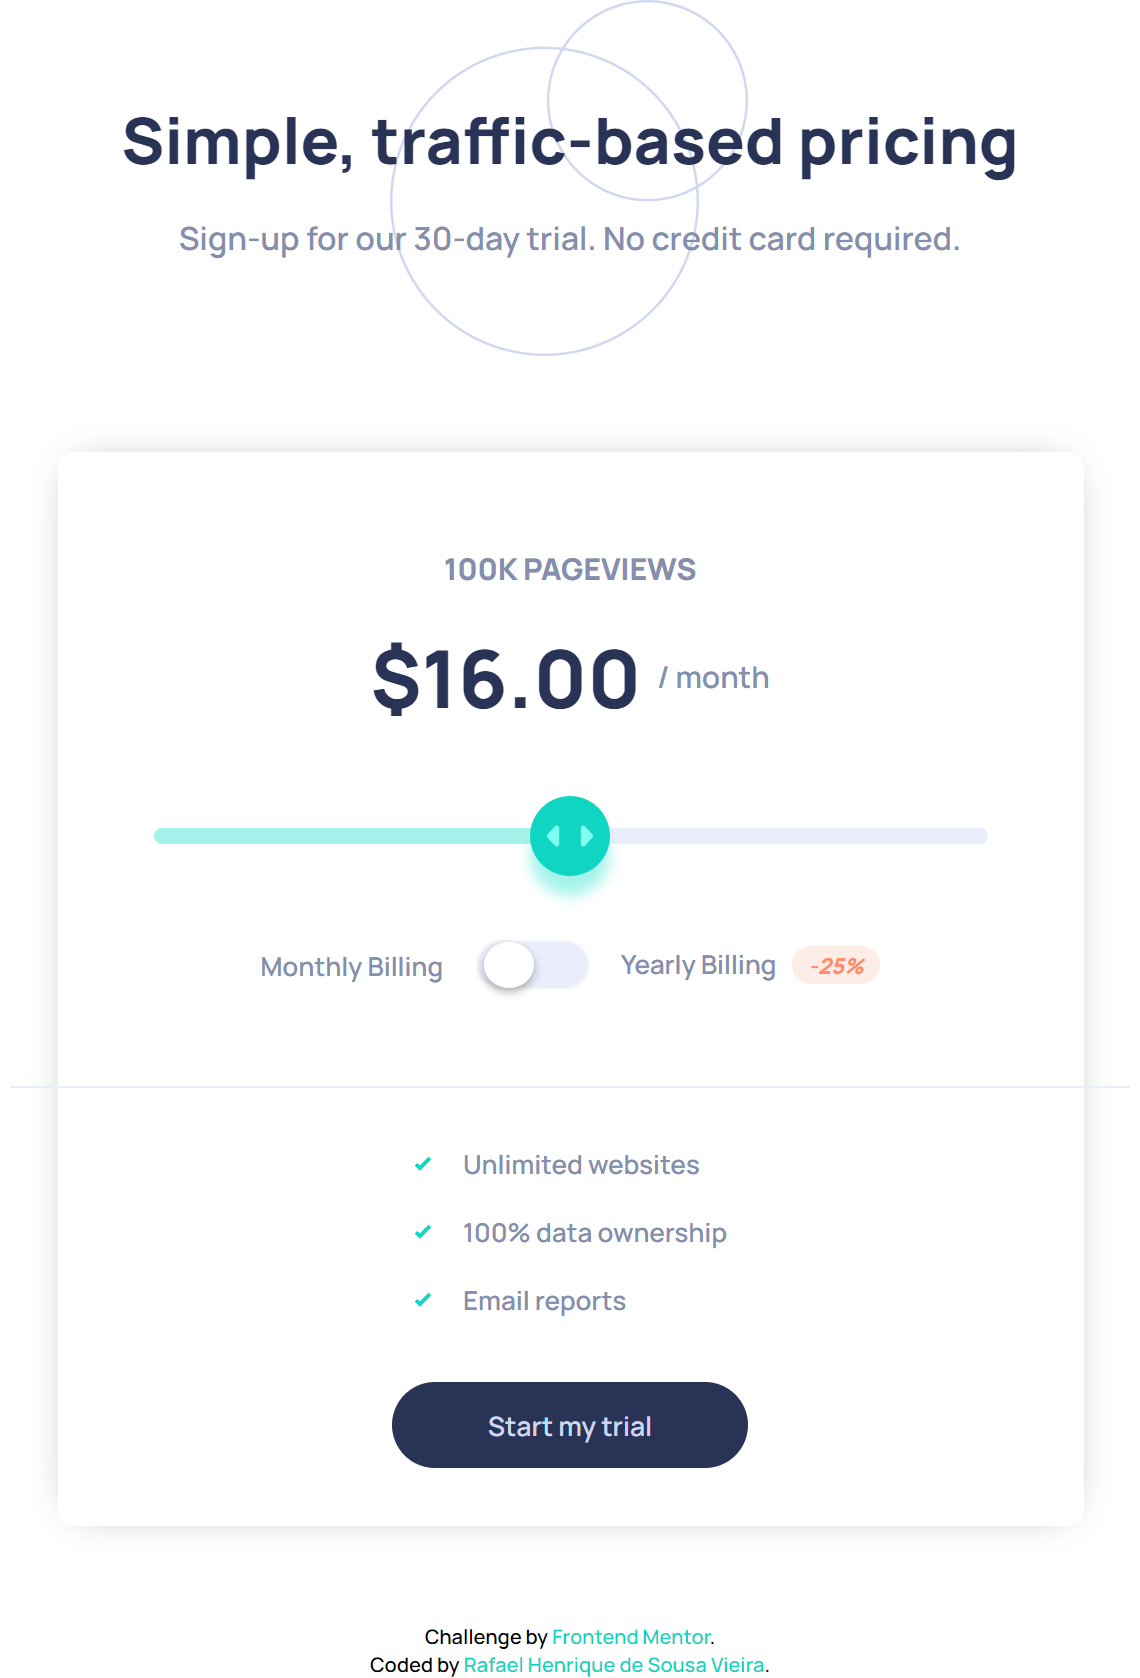 Simple, traffic-based pricing
Sign-up for our 30-day trial. No credit card required.
100K PAGEVIEWS
$16.00 / month
Monthly Billing Yearly Billing -25%
Unlimited websites
100% data ownership
Email reports
Start my trial
Challenge by Frontend Mentor.
Coded by Rafael Henrique de Sousa Vieira.